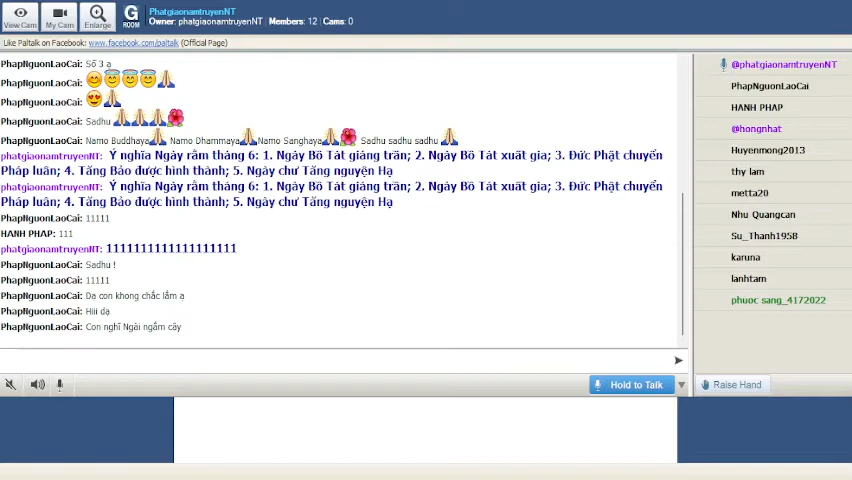 View Cam
My Cam
Enlarge
G
ROOM
PhatgiaonamtruyenNT
Owner: phatgiaonamtruyenNT | Members: 12 | Cams: 0
Like Paltalk on Facebook: www.facebook.com/paltalk (Official Page)
PhapNguonLaoCai: Số 3 ạ
PhapNguonLaoCai:
PhapNguonLaoCai:
PhapNguonLaoCai: Sadhu
PhapNguonLaoCai: Namo Buddhaya Namo Dhammaya Namo Sanghaya Sadhu sadhu sadhu
phatgiaonamtruyenNT: Ý nghĩa Ngày rằm tháng 6: 1. Ngày Bồ Tát giáng trần; 2. Ngày Bồ Tát xuất gia; 3. Đức Phật chuyển
Pháp luân; 4. Tăng Bảo được hình thành; 5. Ngày chư Tăng nguyện Hạ
phatgiaonamtruyenNT: Ý nghĩa Ngày rằm tháng 6: 1. Ngày Bồ Tát giáng trần; 2. Ngày Bồ Tát xuất gia; 3. Đức Phật chuyển
Pháp luân; 4. Tăng Bảo được hình thành; 5. Ngày chư Tăng nguyện Hạ
PhapNguonLaoCai: 11111
HANH PHAP: 111
phatgiaonamtruyenNT: 1111111111111111111
PhapNguonLaoCai: Sadhu !
PhapNguonLaoCai: 11111
PhapNguonLaoCai: Dạ con khong chắc lắm ạ
PhapNguonLaoCai: Hiii dạ
PhapNguonLaoCai: Con nghĩ Ngài ngắm cây
Hold to Talk
@phatgiaonamtruyenNT
PhapNguonLaoCai
HANH PHAP
@hongnhat
Huyenmong2013
thy lam
metta20
Nhu Quangcan
Su_Thanh1958
karuna
lanhtam
phuoc sang_4172022
Raise Hand